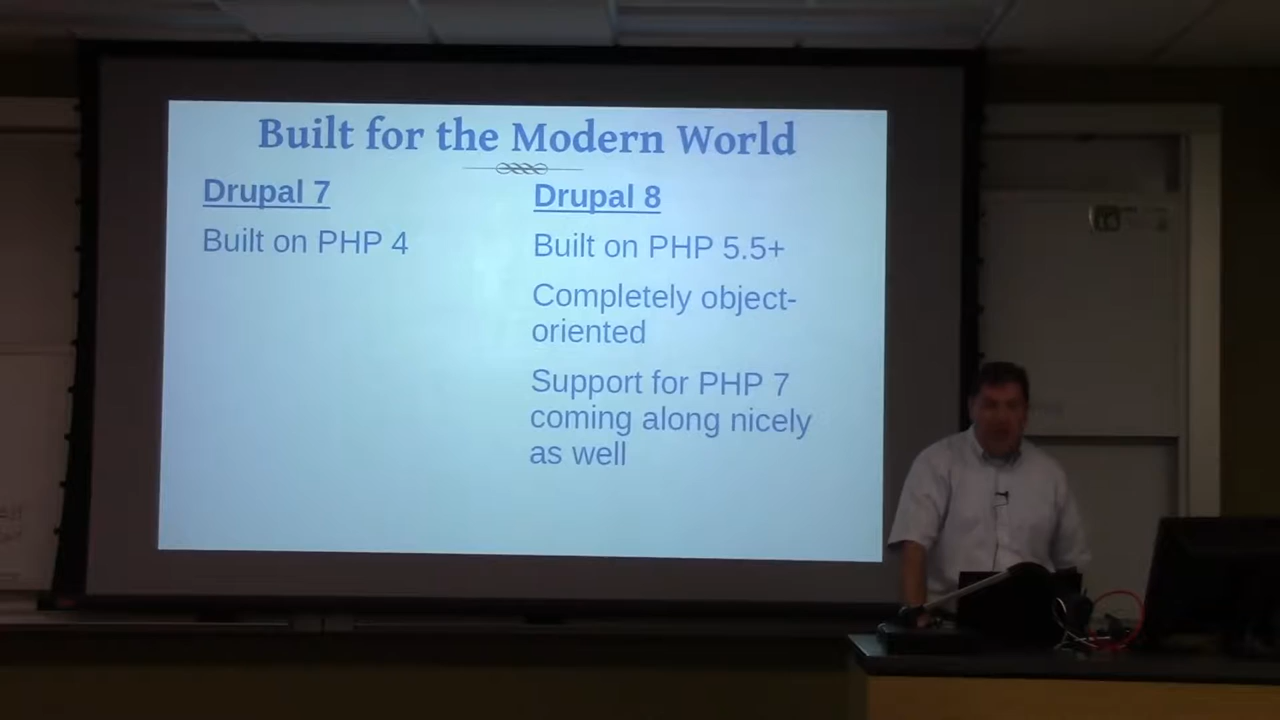 Built for the Modern World
Drupal 7
Built on PHP 4
Drupal 8
Built on PHP 5.5+
Completely object-
oriented
Support for PHP 7
coming along nicely
as well